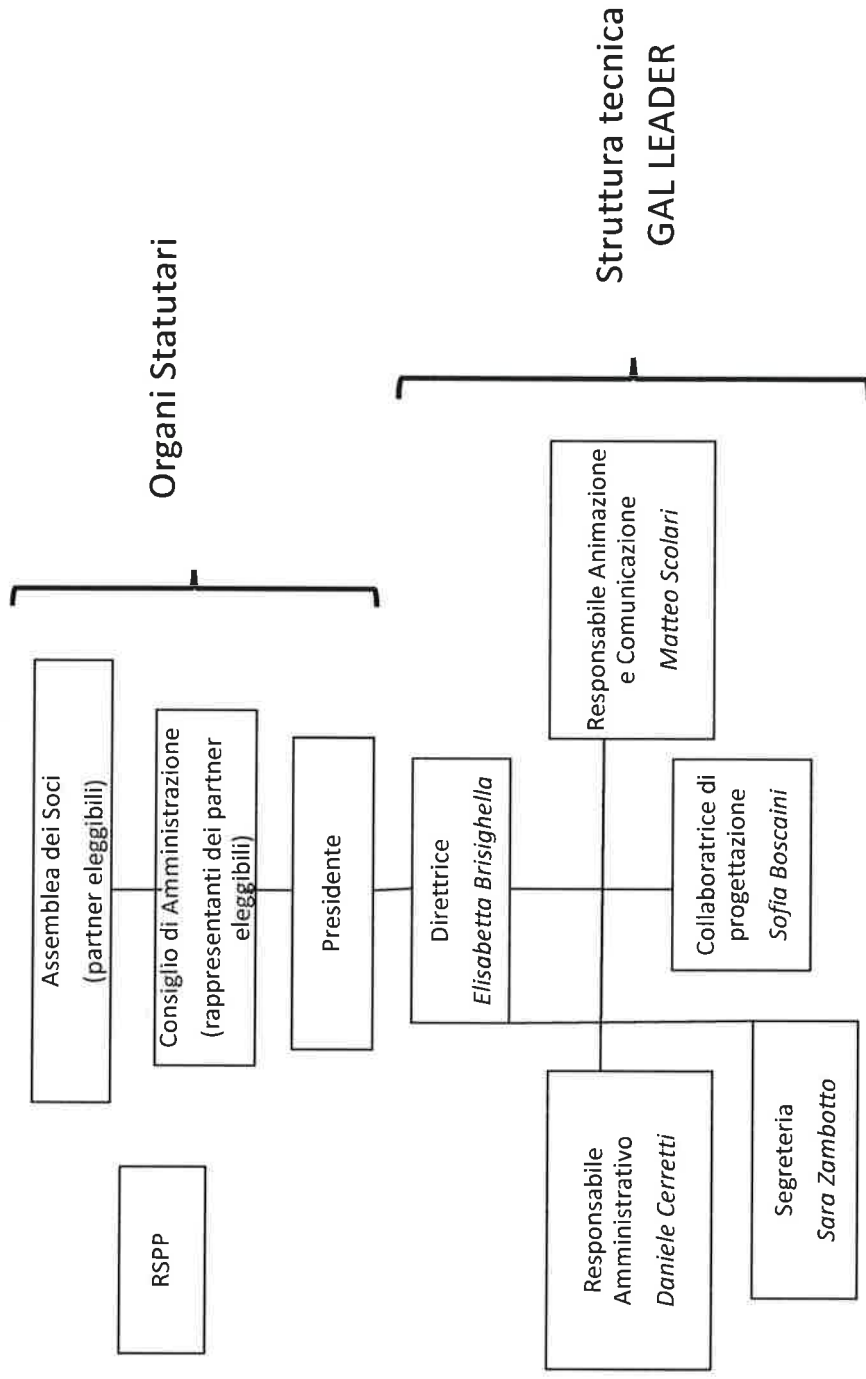 Assemblea dei Soci
(partner eleggibili)
Organi Statutari
RSPP
Consiglio di Amministrazione
(rappresentanti dei partner
eleggibili)
Presidente
Direttrice
Elisabetta Brisighella
Struttura tecnica
GAL LEADER
Responsabile
Amministrativo
Daniele Cerretti
Responsabile Animazione
e Comunicazione
Matteo Scolari
Collaboratrice di
progettazione
Sofia Boscaini
Segreteria
Sara Zambotto